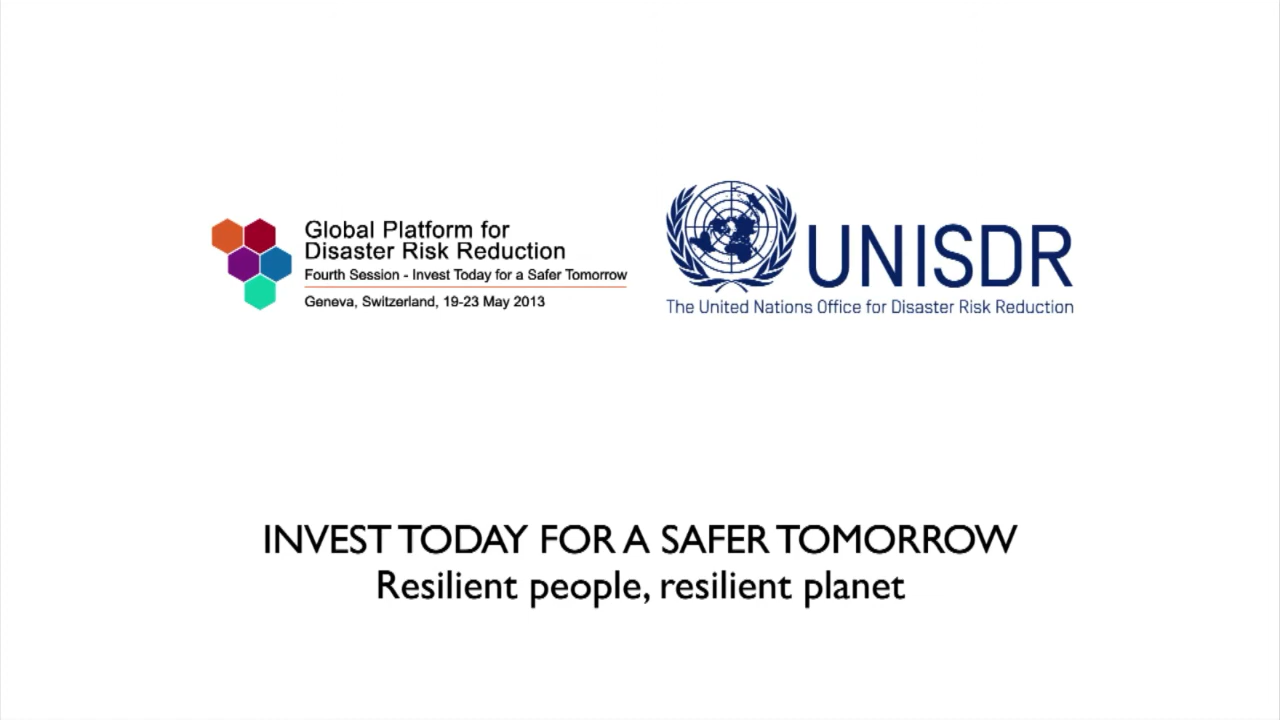 Global Platform for
Disaster Risk Reduction
Fourth Session - Invest Today for a Safer Tomorrow
Geneva, Switzerland, 19-23 May 2013
UNISDR
The United Nations Office for Disaster Risk Reduction
INVEST TODAY FOR A SAFER TOMORROW
Resilient people, resilient planet